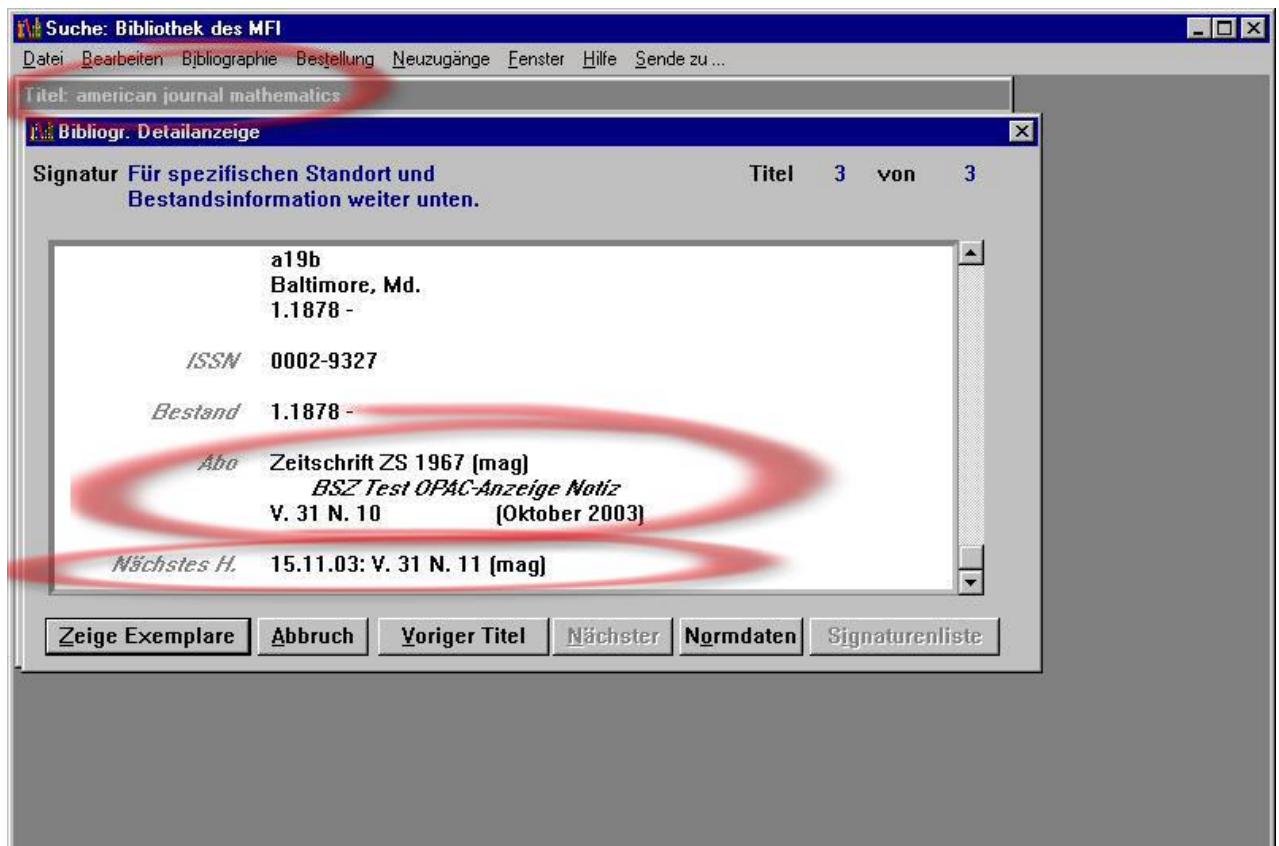 Suche: Bibliothek des MFI
Datei Bearbeiten Bibliographie Bestellung Neuzugänge Fenster Hilfe Sende zu ...
Titel: american journal mathematics
Bibliogr. Detailanzeige
Signatur Für spezifischen Standort und Titel 3 von 3
Bestandsinformation weiter unten.
a19b
Baltimore, Md.
1.1878 -
ISSN 0002-9327
Bestand 1.1878 -
Abo Zeitschrift ZS 1967 (mag)
BSZ Test OPAC-Anzeige Notiz
V. 31 N. 10 (Oktober 2003)
Nächstes H. 15.11.03: V. 31 N. 11 (mag)
Zeige Exemplare Abbruch Voriger Titel Nächster Normdaten Signaturenliste